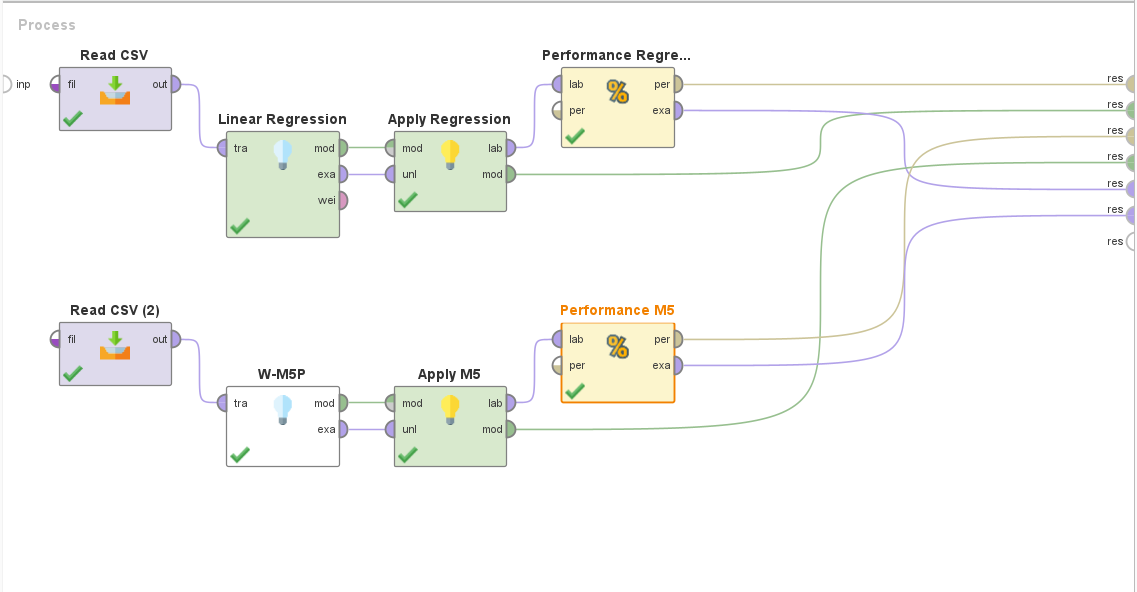 Process
inp
Read CSV
fil out
Linear Regression
tra mod
exa
wei
Apply Regression
mod lab
unl mod
Performance Regre...
lab per
per exa
res
res
res
res
res
res
res
Read CSV (2)
fil out
W-M5P
tra mod
exa
Apply M5
mod lab
unl mod
Performance M5
lab per
per exa